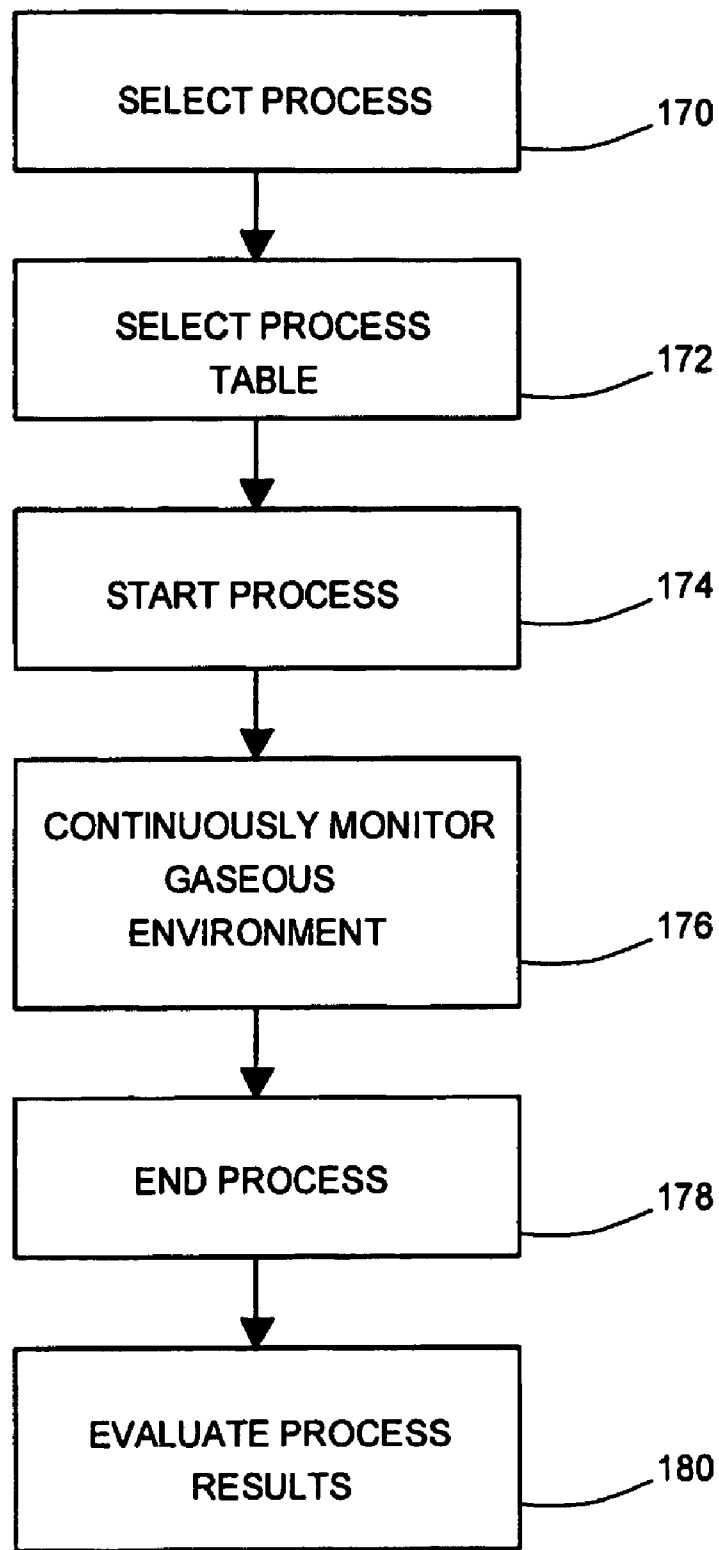 SELECT PROCESS
170
SELECT PROCESS
TABLE
172
START PROCESS
174
CONTINUOUSLY MONITOR
GASEOUS
ENVIRONMENT
176
END PROCESS
178
EVALUATE PROCESS
RESULTS
180